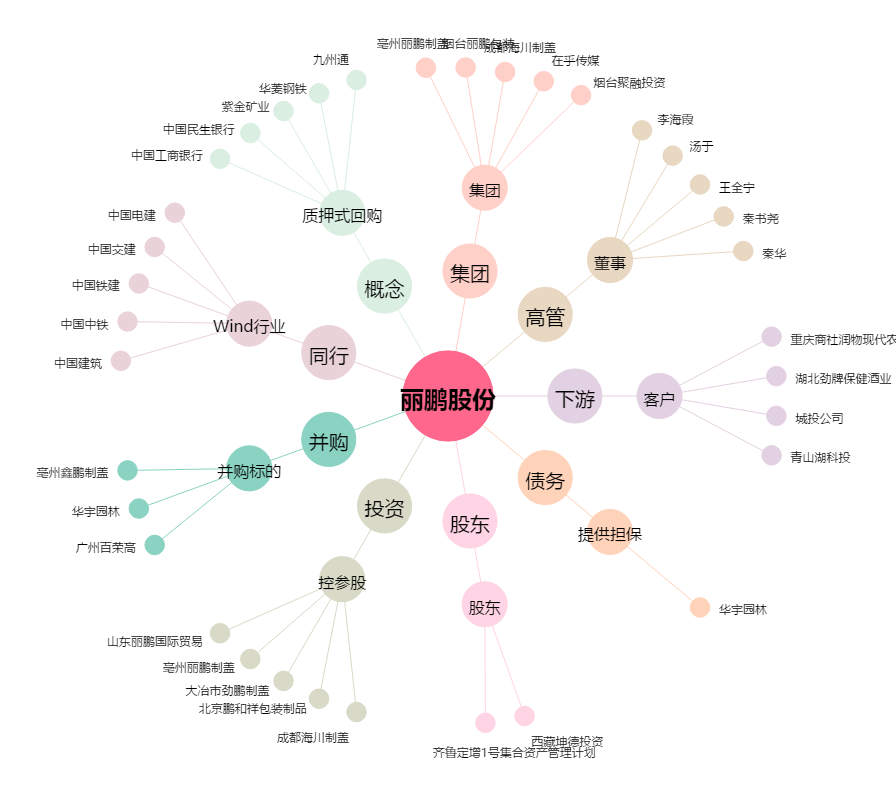 丽鹏股份
集团
集团
亳州丽鹏制盖
烟台丽鹏包装
成都海川制盖
在乎传媒
烟台聚融投资
高管
董事
李海霞
汤于
王全宁
秦书尧
秦华
下游
客户
重庆商社润物现代农
湖北劲牌保健酒业
城投公司
青山湖科投
债务
提供担保
华宇园林
股东
股东
西藏坤德投资
齐鲁定增1号集合资产管理计划
投资
控参股
成都海川制盖
北京鹏和祥包装制品
大冶市劲鹏制盖
亳州丽鹏制盖
山东丽鹏国际贸易
并购
并购标的
广州百荣高
华宇园林
亳州鑫鹏制盖
同行
Wind行业
中国建筑
中国中铁
中国铁建
中国交建
中国电建
概念
质押式回购
中国工商银行
中国民生银行
紫金矿业
华菱钢铁
九州通